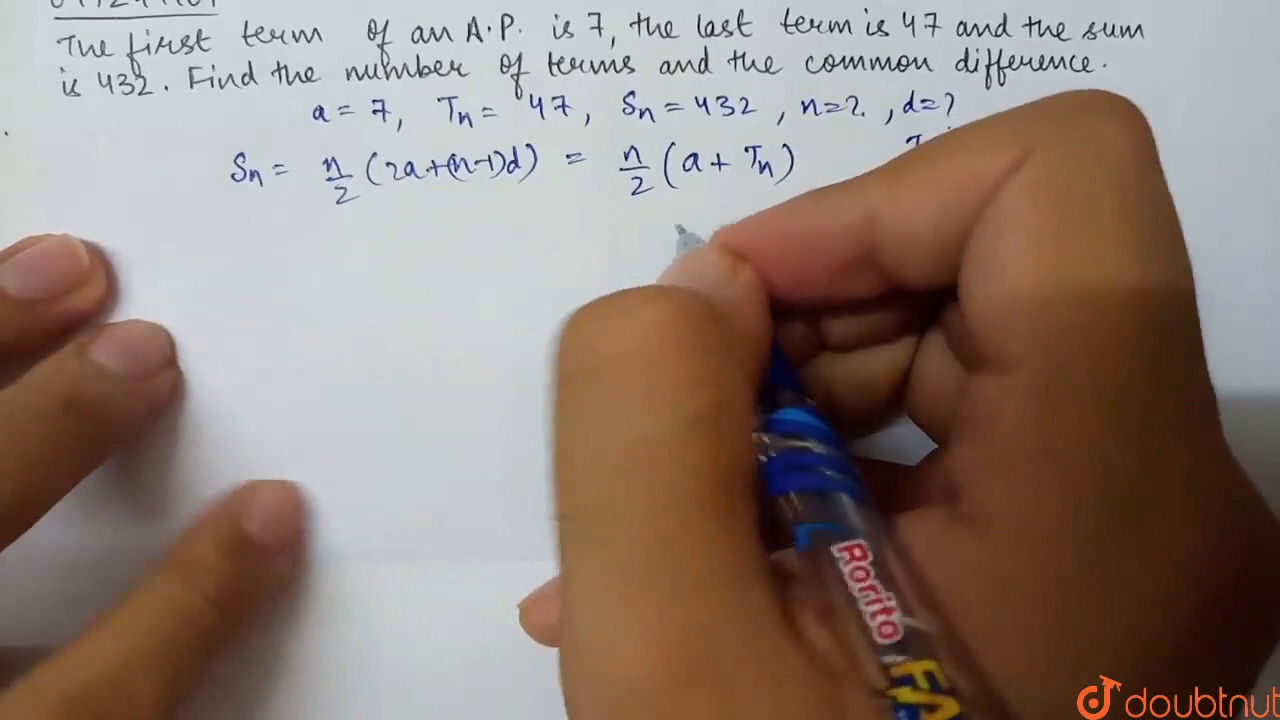 The first term of an A.P. is 7, the last term is 47 and the sum
is 432. Find the number of terms and the common difference.
a = 7, Tn = 47, Sn = 432, n=?, d=?
Sn = n/2 (2a+(n-1)d) = n/2 (a + Tn)
Rorito
FA
doubtnut